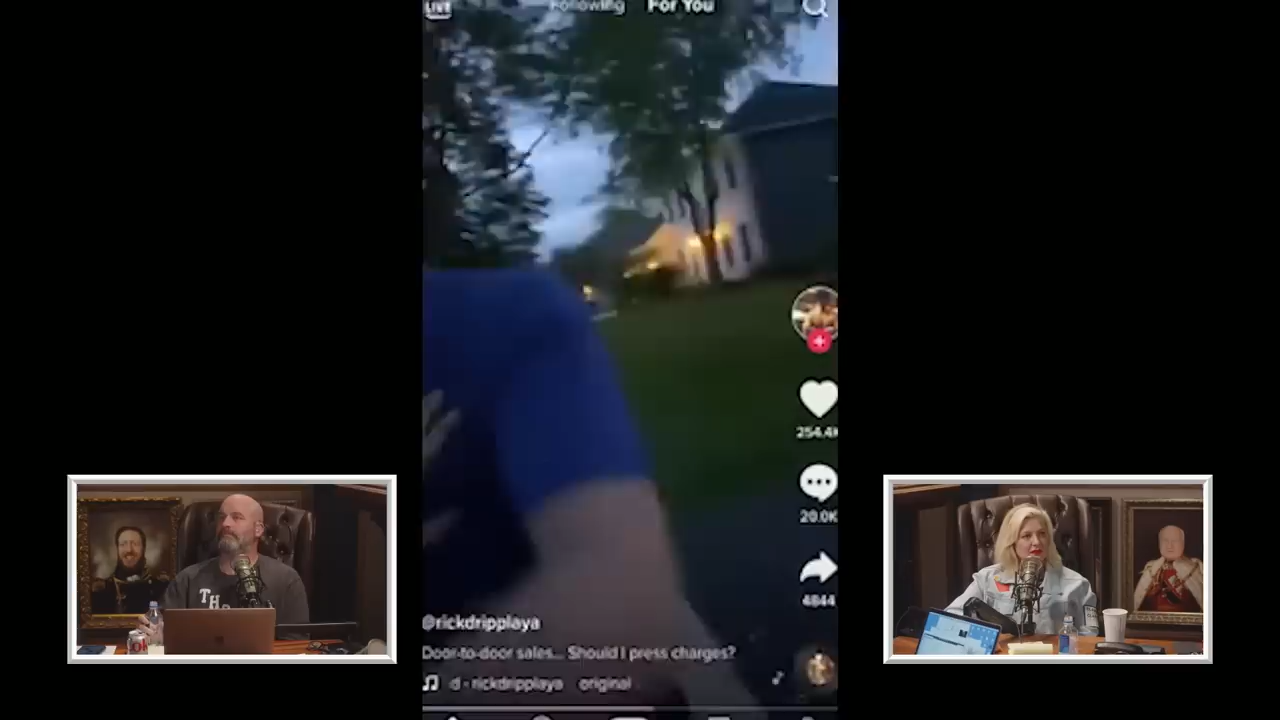 LIVE
Following For You
254.4K
20.0K
4844
@rickdripplaya
Door-to-door sales... Should I press charges?
d - rickdripplaya original
TH